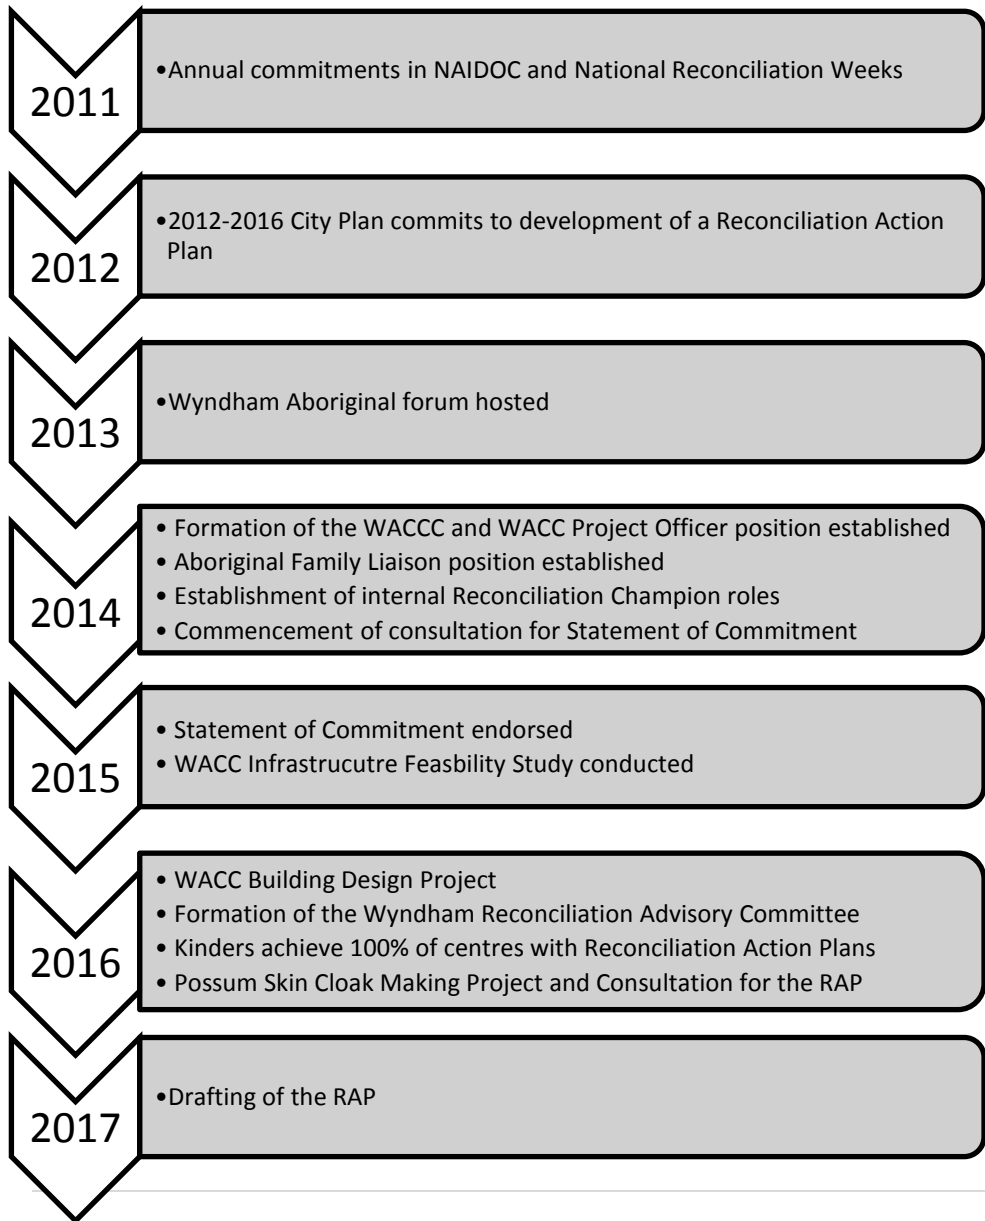 2011
•Annual commitments in NAIDOC and National Reconciliation Weeks
2012
•2012-2016 City Plan commits to development of a Reconciliation Action
Plan
2013
•Wyndham Aboriginal forum hosted
2014
• Formation of the WACCC and WACC Project Officer position established
• Aboriginal Family Liaison position established
• Establishment of internal Reconciliation Champion roles
• Commencement of consultation for Statement of Commitment
2015
• Statement of Commitment endorsed
• WACC Infrastrucutre Feasbility Study conducted
2016
• WACC Building Design Project
• Formation of the Wyndham Reconciliation Advisory Committee
• Kinders achieve 100% of centres with Reconciliation Action Plans
• Possum Skin Cloak Making Project and Consultation for the RAP
2017
•Drafting of the RAP